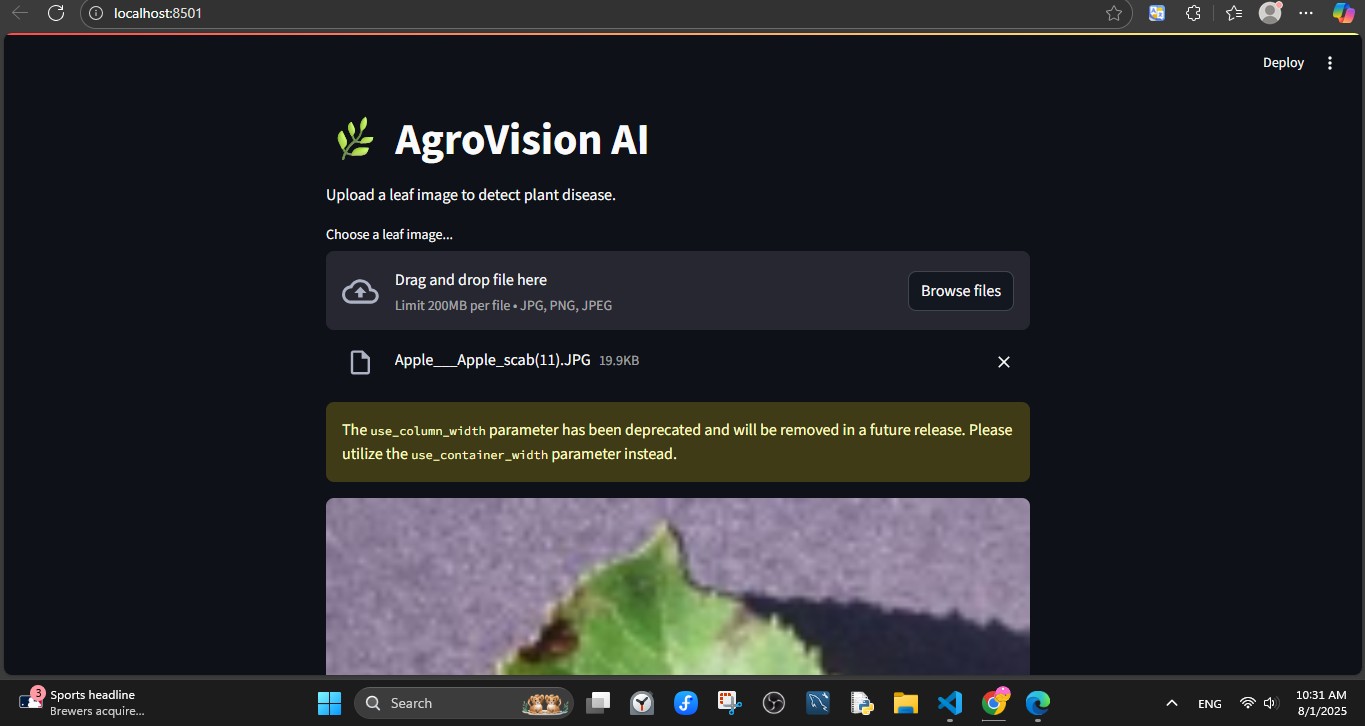 localhost:8501
Deploy
AgroVision AI
Upload a leaf image to detect plant disease.
Choose a leaf image...
Drag and drop file here
Limit 200MB per file • JPG, PNG, JPEG
Browse files
Apple___Apple_scab(11).JPG 19.9KB
The use_column_width parameter has been deprecated and will be removed in a future release. Please
utilize the use_container_width parameter instead.
3
Sports headline
Brewers acquire...
Search
ENG
10:31 AM
8/1/2025